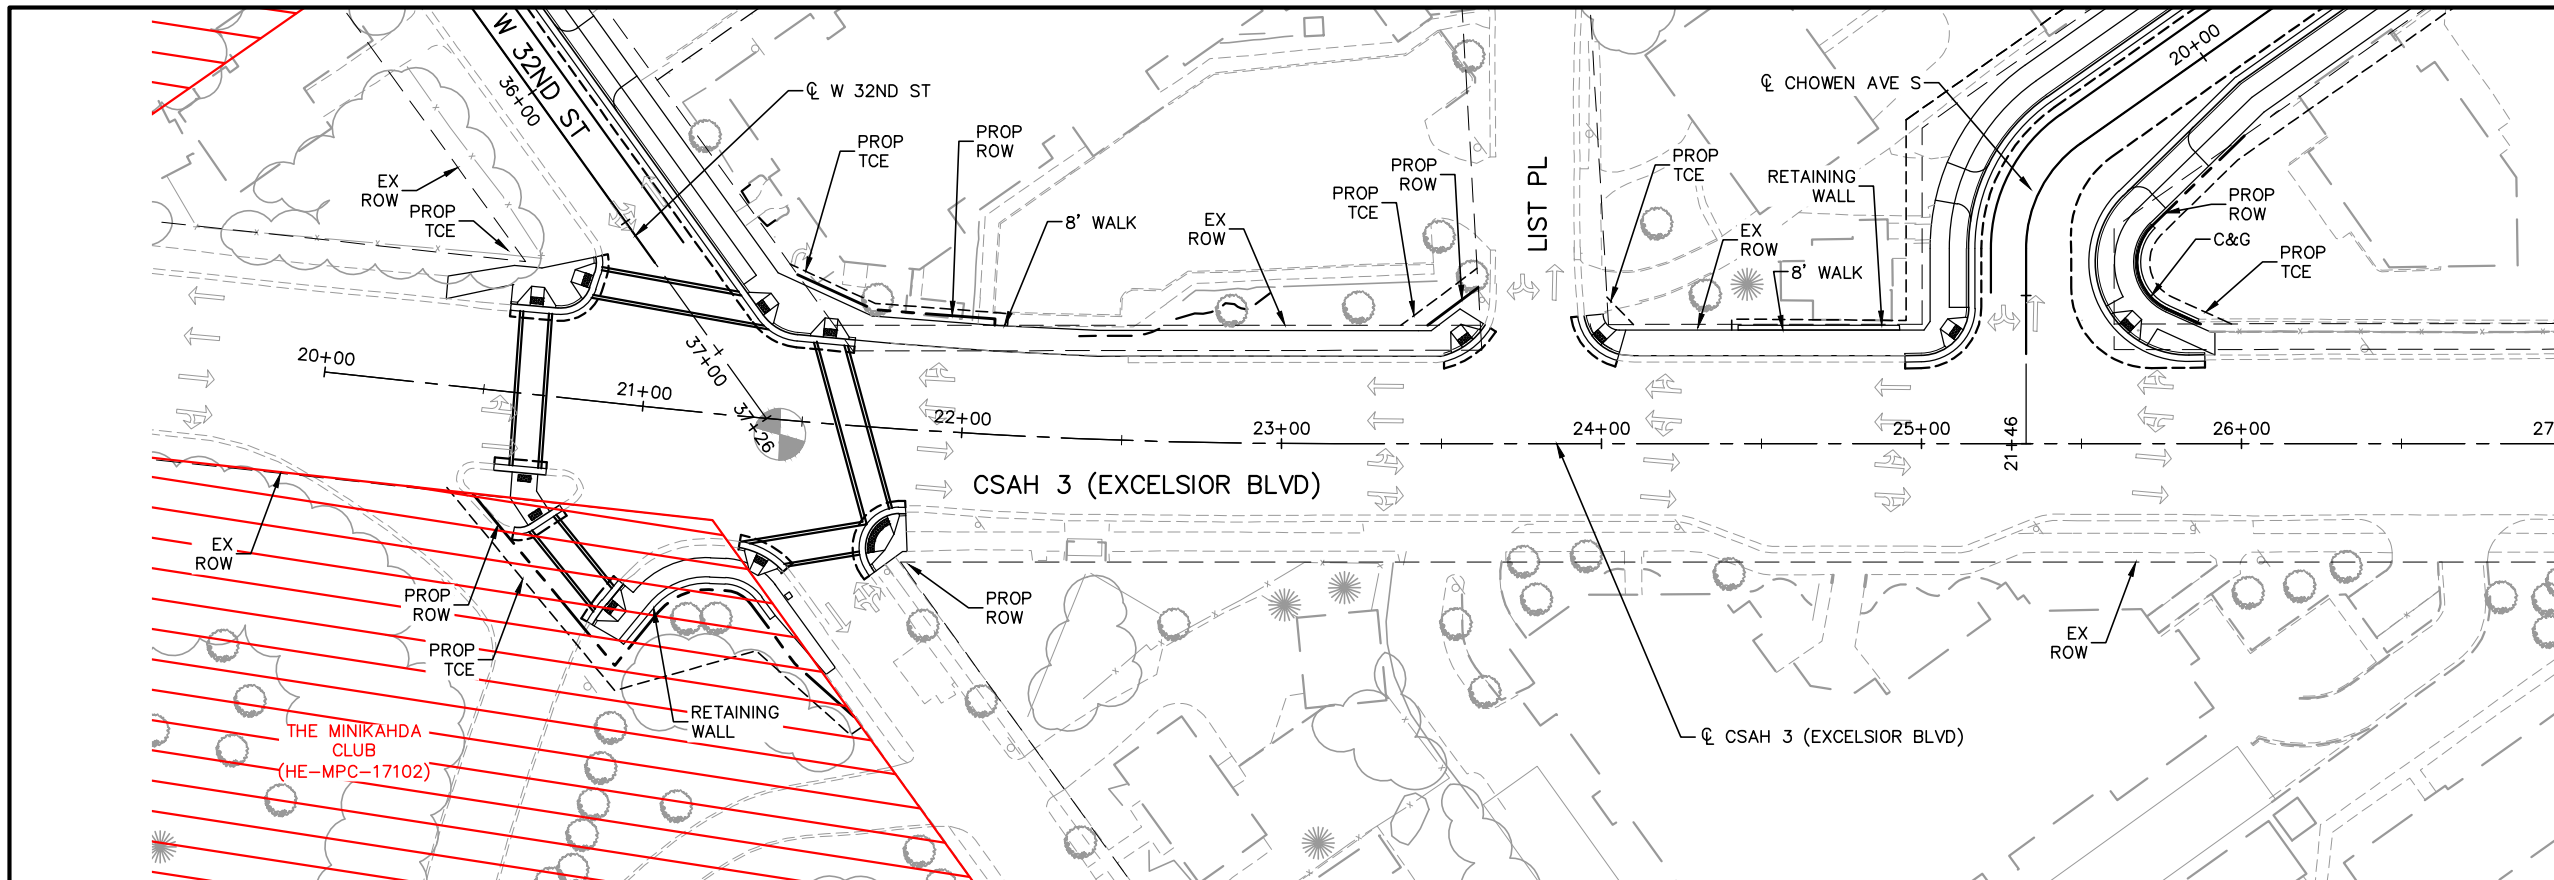 W 32ND ST
36+00
℄ W 32ND ST
℄ CHOWEN AVE S
20+00
PROP
TCE
PROP
ROW
PROP
ROW
PROP
TCE
LIST PL
PROP
TCE
RETAINING
WALL
EX
ROW
PROP
TCE
8' WALK
EX
ROW
EX
ROW
8' WALK
PROP
ROW
C&G
PROP
TCE
20+00
21+00
37+00
37+26
22+00
23+00
24+00
25+00
21+46
26+00
27
CSAH 3 (EXCELSIOR BLVD)
EX
ROW
PROP
ROW
PROP
TCE
PROP
ROW
EX
ROW
RETAINING
WALL
℄ CSAH 3 (EXCELSIOR BLVD)
THE MINIKAHDA
CLUB
(HE-MPC-17102)